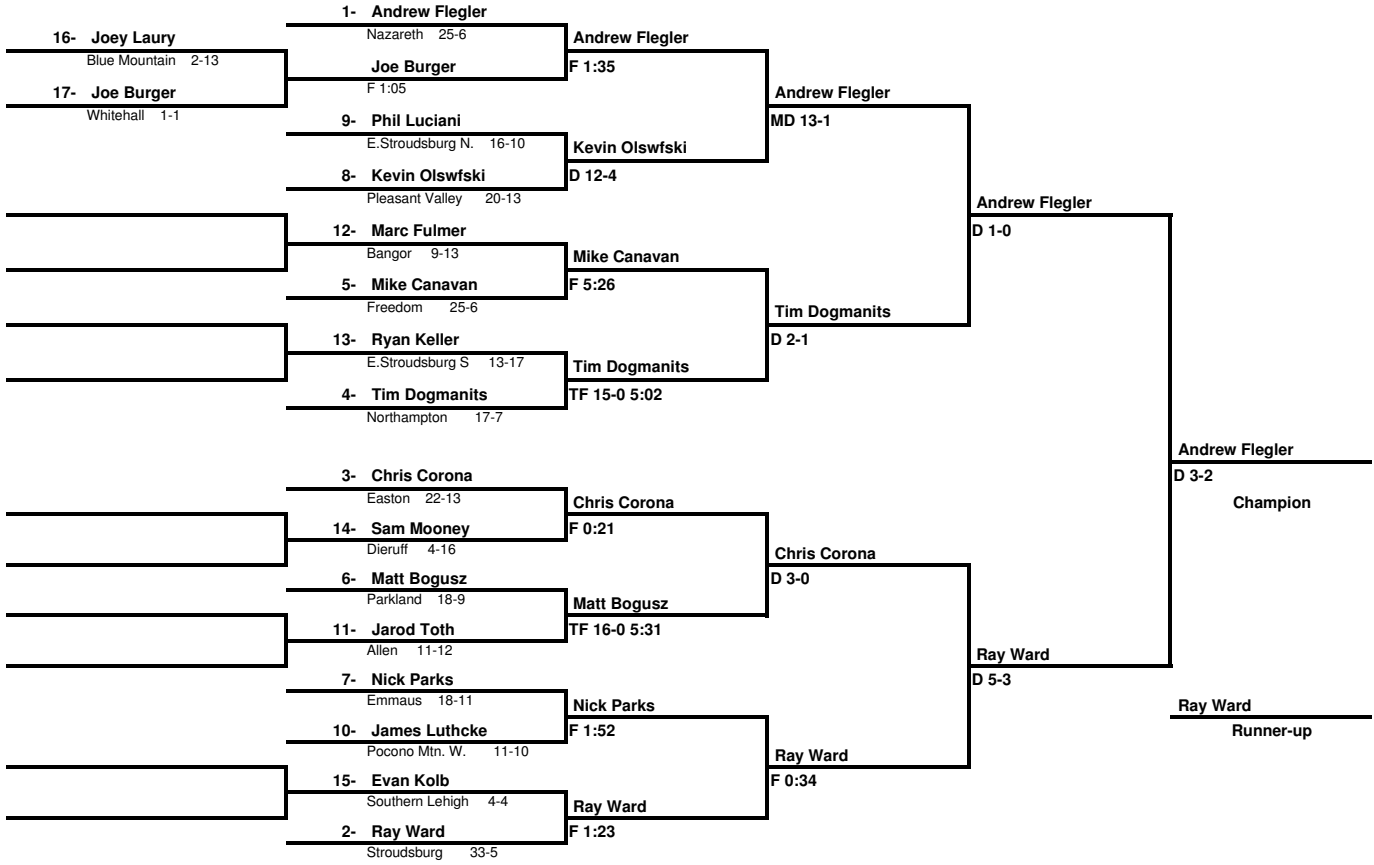 16- Joey Laury
Blue Mountain 2-13
17- Joe Burger
Whitehall 1-1
1- Andrew Flegler
Nazareth 25-6
Joe Burger
F 1:05
9- Phil Luciani
E.Stroudsburg N. 16-10
8- Kevin Olswfski
Pleasant Valley 20-13
12- Marc Fulmer
Bangor 9-13
5- Mike Canavan
Freedom 25-6
13- Ryan Keller
E.Stroudsburg S 13-17
4- Tim Dogmanits
Northampton 17-7
3- Chris Corona
Easton 22-13
14- Sam Mooney
Dieruff 4-16
6- Matt Bogusz
Parkland 18-9
11- Jarod Toth
Allen 11-12
7- Nick Parks
Emmaus 18-11
10- James Luthcke
Pocono Mtn. W. 11-10
15- Evan Kolb
Southern Lehigh 4-4
2- Ray Ward
Stroudsburg 33-5
Andrew Flegler
F 1:35
Kevin Olswfski
D 12-4
Mike Canavan
F 5:26
Tim Dogmanits
TF 15-0 5:02
Chris Corona
F 0:21
Matt Bogusz
TF 16-0 5:31
Nick Parks
F 1:52
Ray Ward
F 1:23
Andrew Flegler
MD 13-1
Tim Dogmanits
D 2-1
Chris Corona
D 3-0
Ray Ward
F 0:34
Andrew Flegler
D 1-0
Ray Ward
D 5-3
Andrew Flegler
D 3-2
Champion
Ray Ward
Runner-up